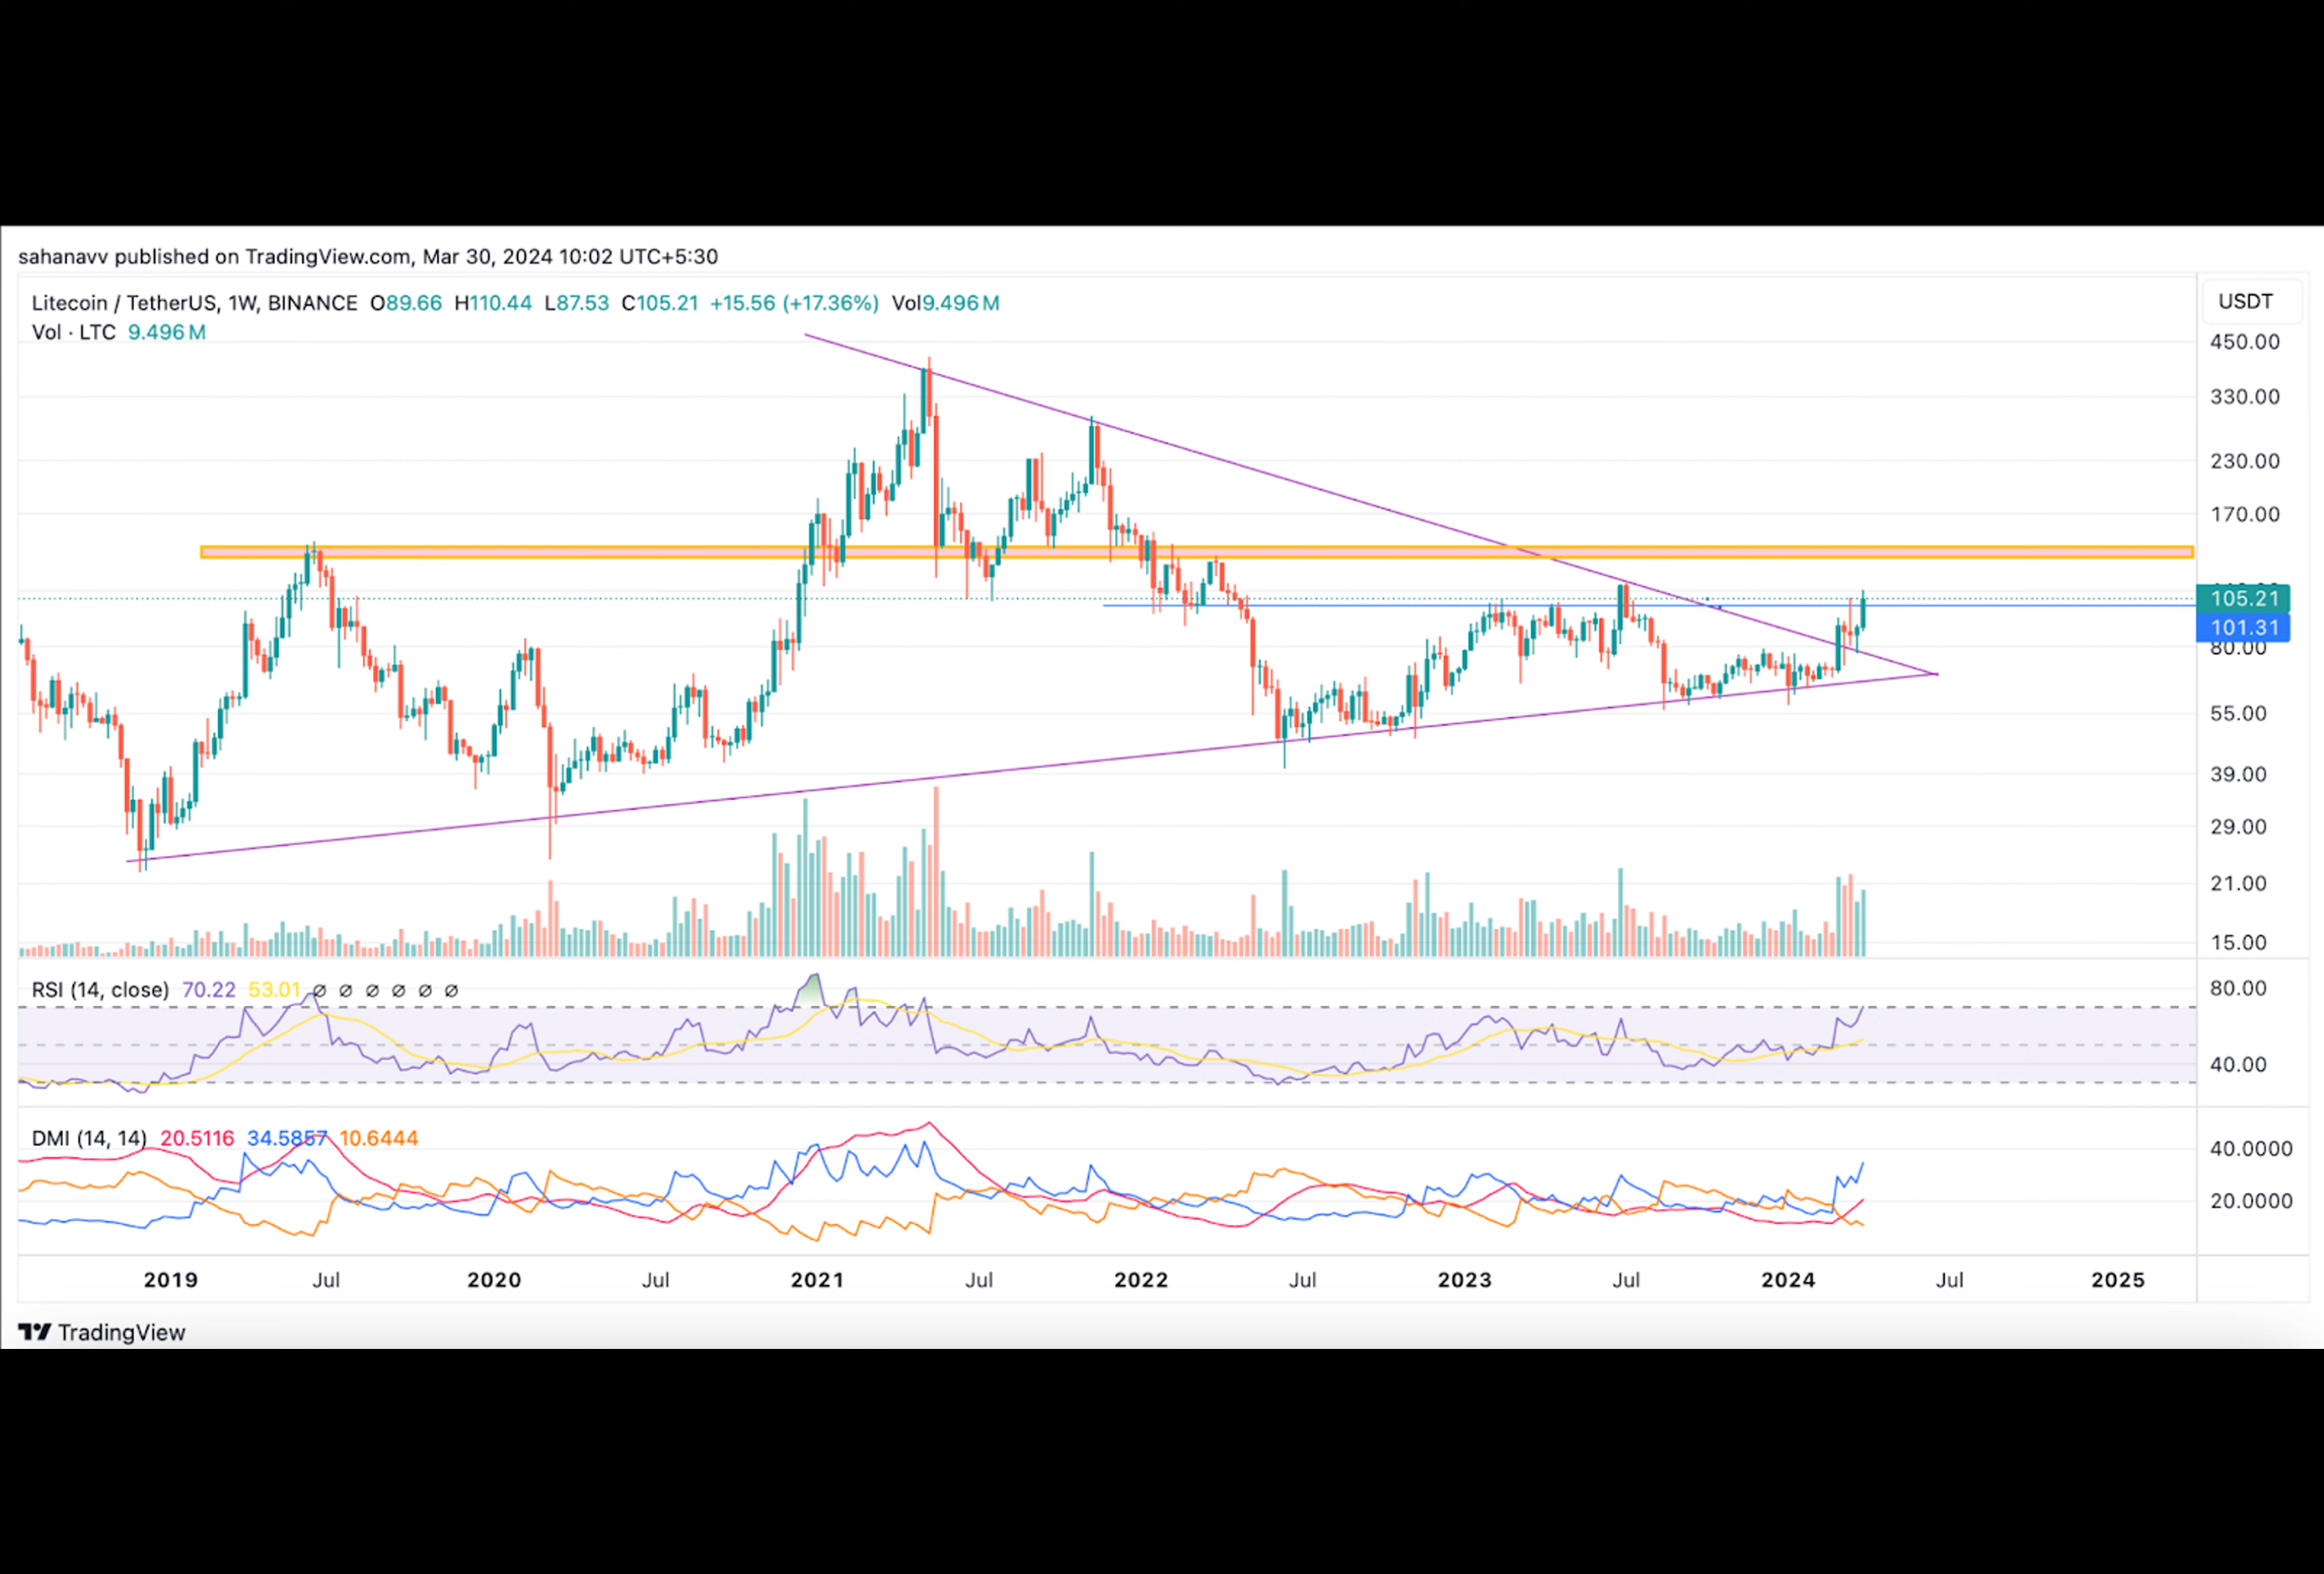 sahanavv published on TradingView.com, Mar 30, 2024 10:02 UTC+5:30
Litecoin / TetherUS, 1W, BINANCE O89.66 H110.44 L87.53 C105.21 +15.56 (+17.36%) Vol9.496 M
Vol · LTC 9.496 M
USDT
450.00
330.00
230.00
170.00
105.21
101.31
80.00
55.00
39.00
29.00
21.00
15.00
RSI (14, close) 70.22 53.01 ∅ ∅ ∅ ∅ ∅ ∅
80.00
40.00
DMI (14, 14) 20.5116 34.5857 10.6444
40.0000
20.0000
2019 Jul 2020 Jul 2021 Jul 2022 Jul 2023 Jul 2024 Jul 2025
TradingView